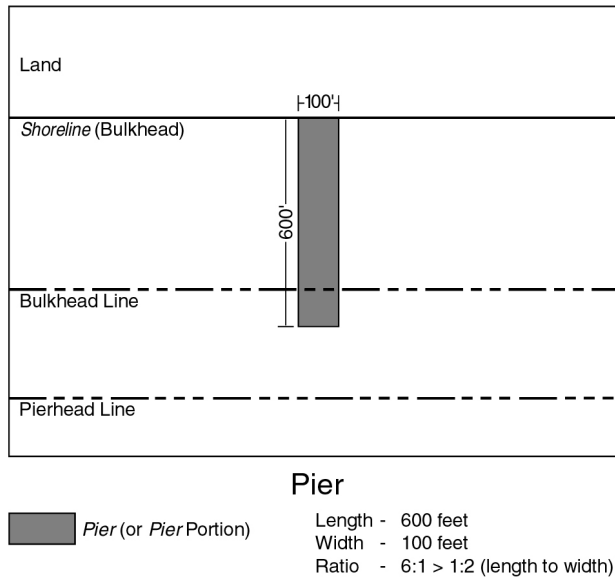 Land
100'
Shoreline (Bulkhead)
600'
Bulkhead Line
Pierhead Line
Pier
Pier (or Pier Portion)
Length - 600 feet
Width - 100 feet
Ratio - 6:1 > 1:2 (length to width)